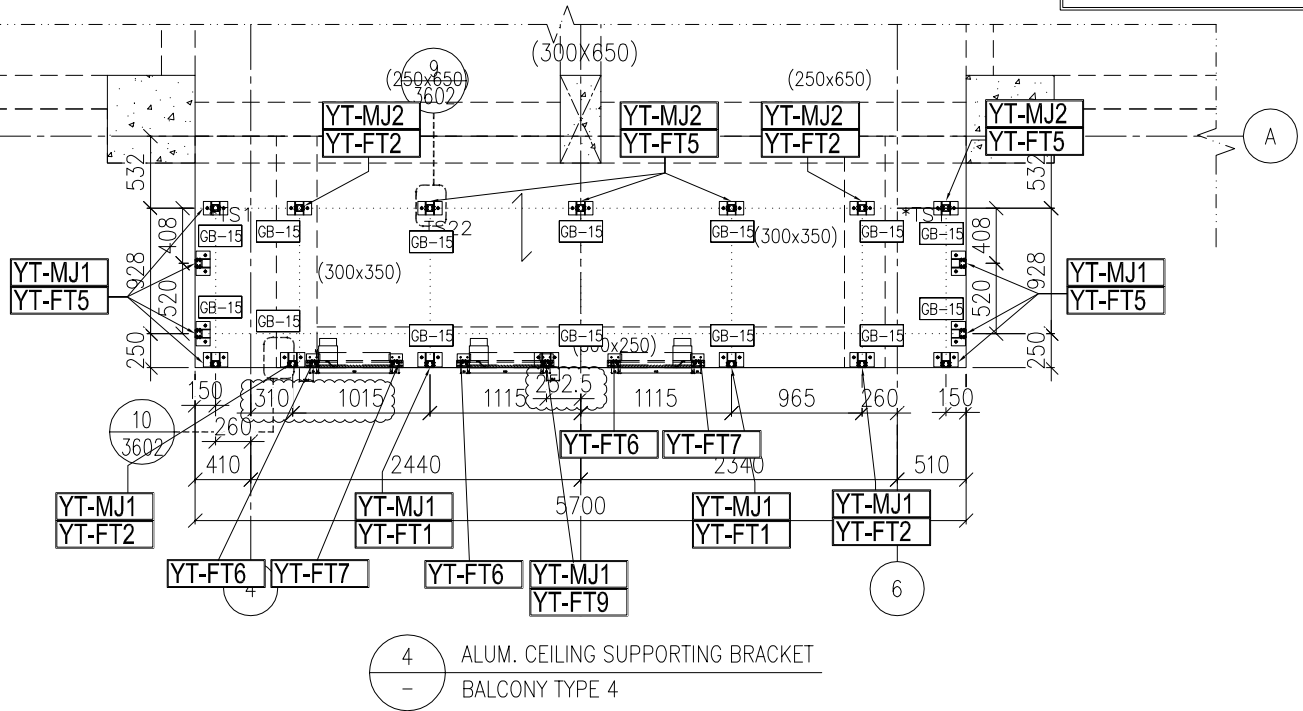 (300X650)
9
3602
(250x650)
(250x650)
YT-MJ2
YT-FT2
YT-MJ2
YT-FT5
YT-MJ2
YT-FT2
YT-MJ2
YT-FT5
A
532
532
TS
TS22
*TS1
GB-15
GB-15
GB-15
GB-15
GB-15
GB-15
GB-15
408
928
408
928
(300x350)
(300x350)
YT-MJ1
YT-FT5
YT-MJ1
YT-FT5
520
520
GB-15
GB-15
GB-15
GB-15
GB-15
GB-15
GB-15
250
250
150
310
1015
1115
262.5
1115
965
260
150
10
3602
260
YT-FT6
YT-FT7
410
2440
2340
510
5700
YT-MJ1
YT-FT2
YT-MJ1
YT-FT1
YT-MJ1
YT-FT1
YT-MJ1
YT-FT2
YT-FT6
YT-FT7
YT-FT6
YT-MJ1
YT-FT9
4
6
4
ALUM. CEILING SUPPORTING BRACKET
-
BALCONY TYPE 4